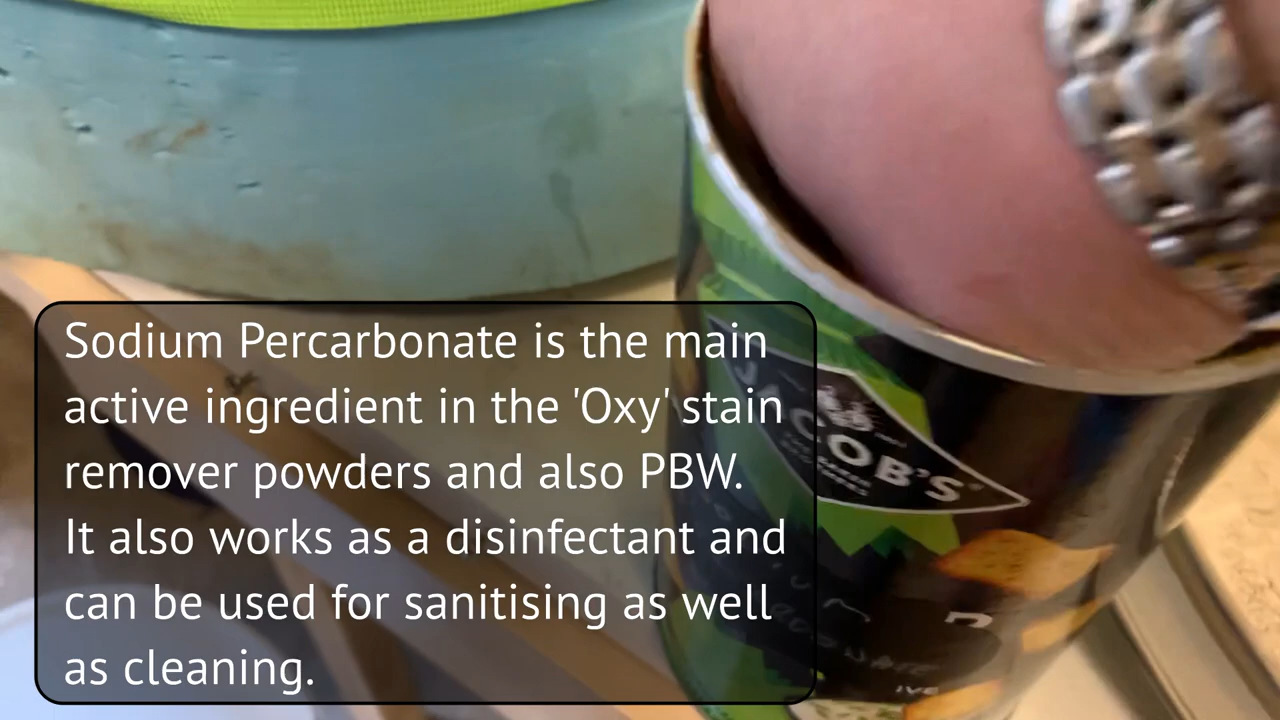 Sodium Percarbonate is the main
active ingredient in the 'Oxy' stain
remover powders and also PBW.
It also works as a disinfectant and
can be used for sanitising as well
as cleaning.
JACOB'S